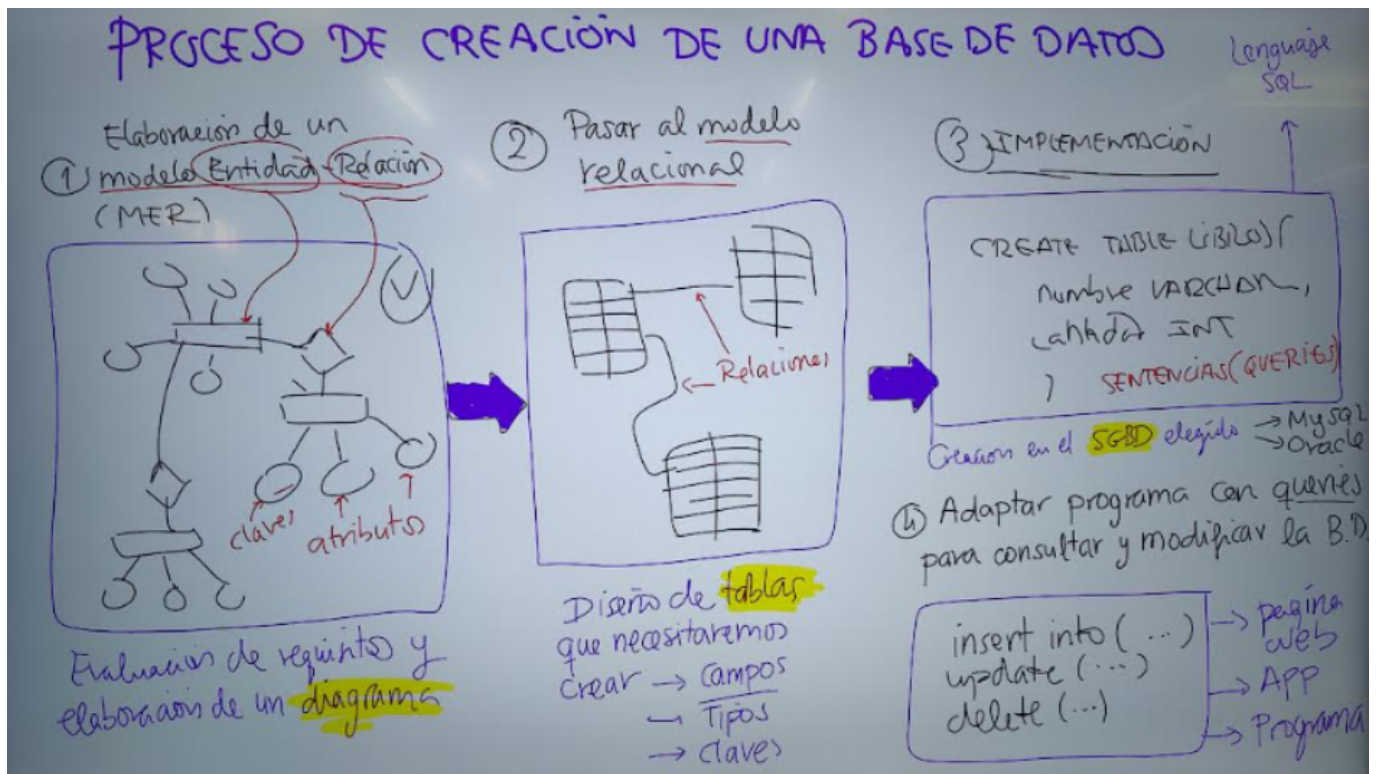 PROCESO DE CREACIÓN DE UNA BASE DE DATOS
Lenguaje
SQL
Elaboración de un
① modelo Entidad-Relación
(MER)
claves
atributos
Evaluación de requisitos y
elaboración de un diagrama
② Pasar al modelo
relacional
Relaciones
Diseño de tablas
que necesitaremos
crear → campos
→ Tipos
→ claves
③ IMPLEMENTACIÓN
CREATE TABLE LIBROS(
nombre VARCHAR,
cantidad INT
) SENTENCIAS(QUERIES)
Creación en el SGBD elegido → MySQL
→ Oracle
④ Adaptar programa con queries
para consultar y modificar la B.D
insert into (...)
update (...)
delete (...)
→ pagina
web
→ App
→ Programa